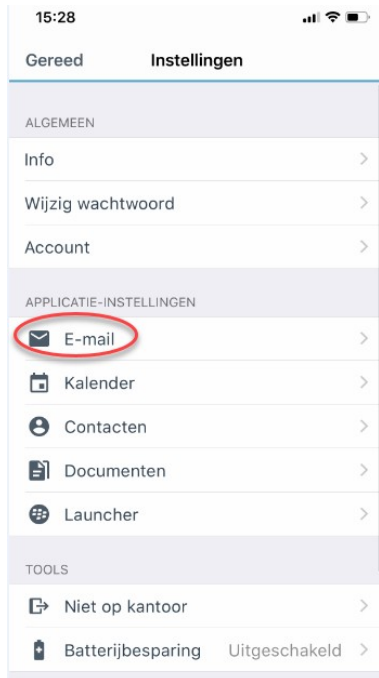 15:28
Gereed Instellingen
ALGEMEEN
Info
Wijzig wachtwoord
Account
APPLICATIE-INSTELLINGEN
E-mail
Kalender
Contacten
Documenten
Launcher
TOOLS
Niet op kantoor
Batterijbesparing Uitgeschakeld